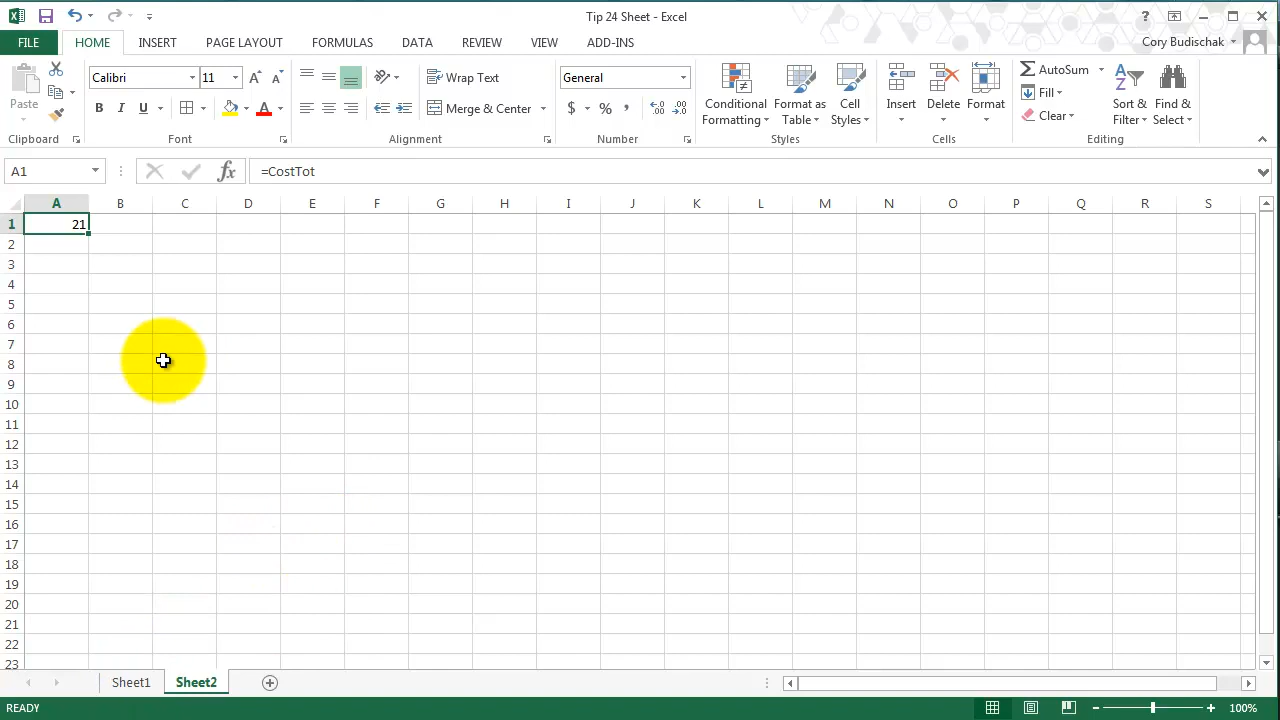 Tip 24 Sheet - Excel
?
FILE HOME INSERT PAGE LAYOUT FORMULAS DATA REVIEW VIEW ADD-INS Cory Budischak
Paste
Clipboard
Calibri 11 A A
B I U A
Font
Wrap Text
Merge & Center
Alignment
General
$ % , .00 .00
Number
Conditional Formatting
Format as Table
Cell Styles
Styles
Insert
Delete
Format
Cells
AutoSum
Fill
Clear
Sort & Filter
Find & Select
Editing
A1 fx =CostTot
A B C D E F G H I J K L M N O P Q R S
1 21
2
3
4
5
6
7
8
9
10
11
12
13
14
15
16
17
18
19
20
21
22
23
Sheet1 Sheet2
READY 100%